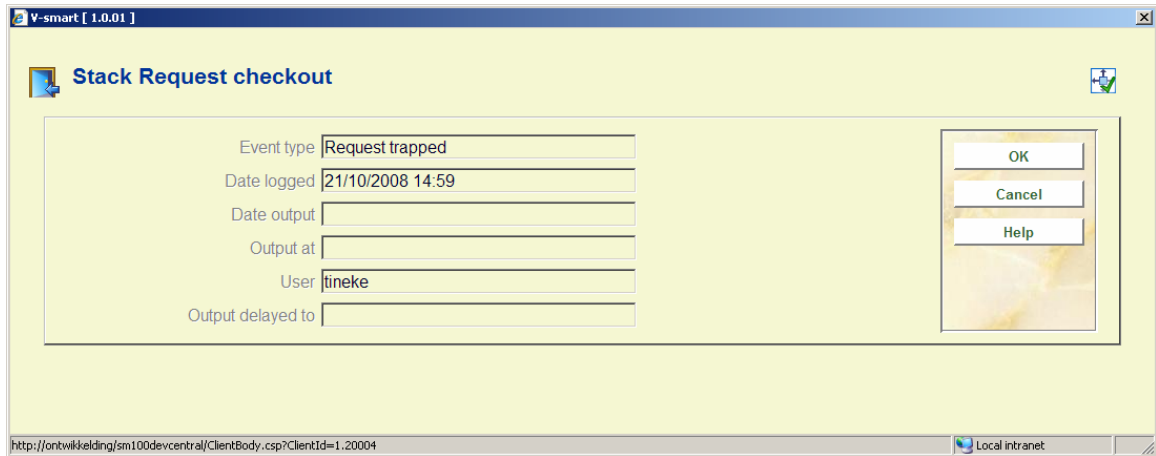 V-smart [ 1.0.01 ]
Stack Request checkout
Event type Request trapped
Date logged 21/10/2008 14:59
Date output
Output at
User tineke
Output delayed to
OK
Cancel
Help
http://ontwikkelding/sm100devcentral/ClientBody.csp?ClientId=1.20004
Local intranet